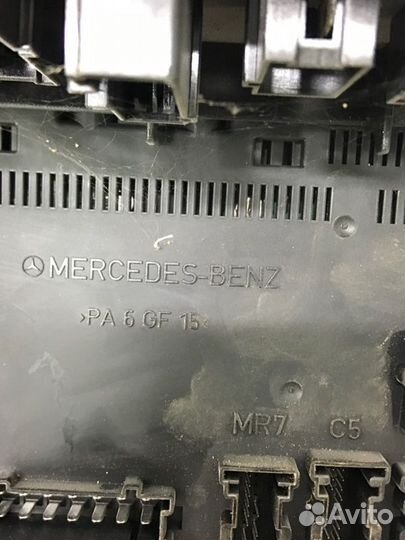 MERCEDES-BENZ
>PA 6 GF 15<
MR7 C5
Avito